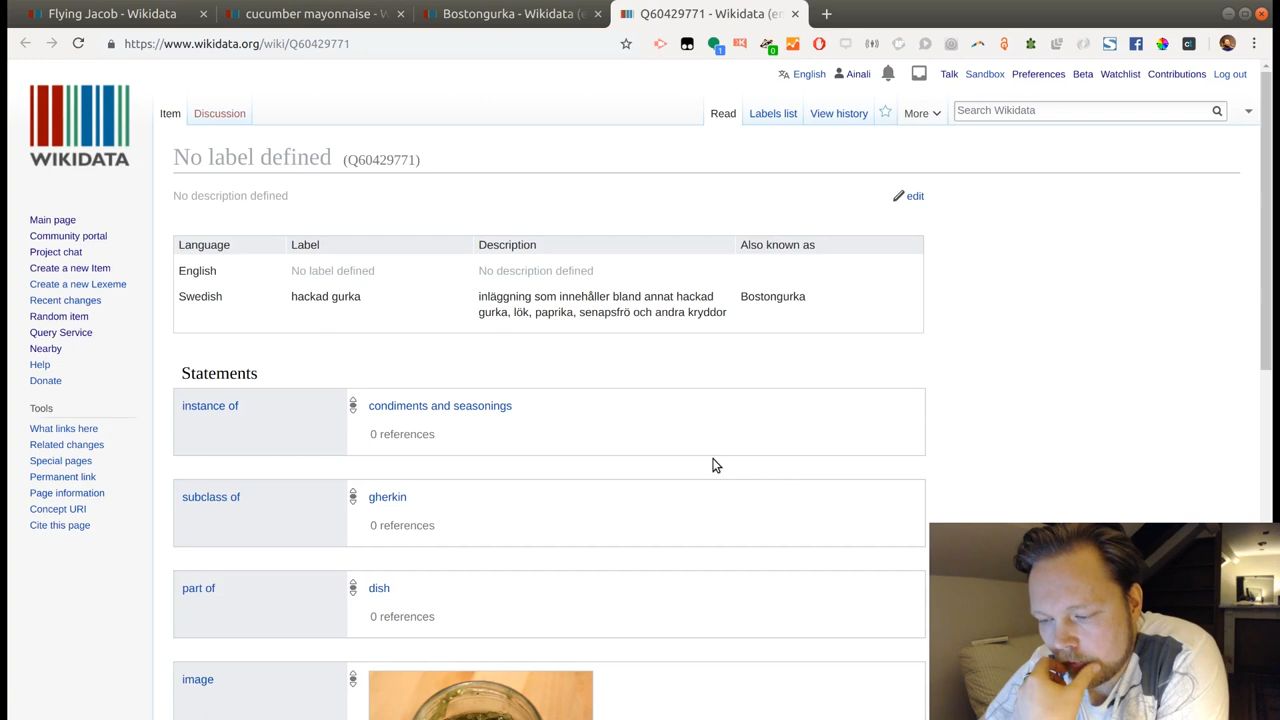 Flying Jacob - Wikidata
cucumber mayonnaise - W
Bostongurka - Wikidata (e
Q60429771 - Wikidata (en
https://www.wikidata.org/wiki/Q60429771
1
0
English
Ainali
Talk
Sandbox
Preferences
Beta
Watchlist
Contributions
Log out
WIKIDATA
Item
Discussion
Read
Labels list
View history
More
Search Wikidata
No label defined (Q60429771)
No description defined
edit
Main page
Community portal
Project chat
Create a new Item
Create a new Lexeme
Recent changes
Random item
Query Service
Nearby
Help
Donate
Tools
What links here
Related changes
Special pages
Permanent link
Page information
Concept URI
Cite this page
Language Label Description Also known as
English No label defined No description defined
Swedish hackad gurka inläggning som innehåller bland annat hackad Bostongurka
gurka, lök, paprika, senapsfrö och andra kryddor
Statements
instance of condiments and seasonings
0 references
subclass of gherkin
0 references
part of dish
0 references
image